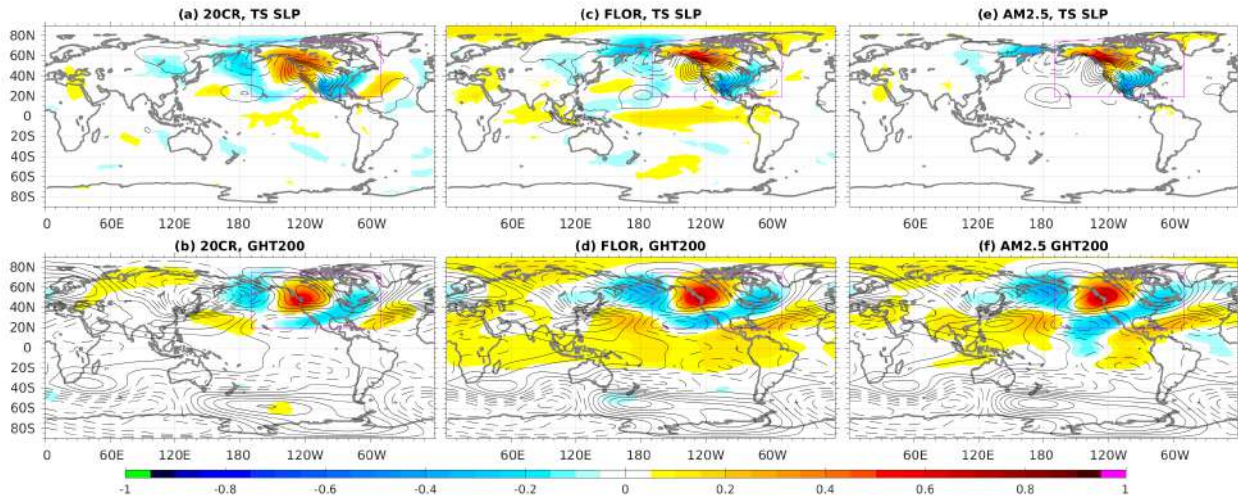 (a) 20CR, TS SLP
(c) FLOR, TS SLP
(e) AM2.5, TS SLP
80N
60N
40N
20N
0
20S
40S
60S
80S
0 60E 120E 180 120W 60W
60E 120E 180 120W 60W
60E 120E 180 120W 60W
(b) 20CR, GHT200
(d) FLOR, GHT200
(f) AM2.5 GHT200
80N
60N
40N
20N
0
20S
40S
60S
80S
0 60E 120E 180 120W 60W
60E 120E 180 120W 60W
60E 120E 180 120W 60W
-1 -0.8 -0.6 -0.4 -0.2 0 0.2 0.4 0.6 0.8 1